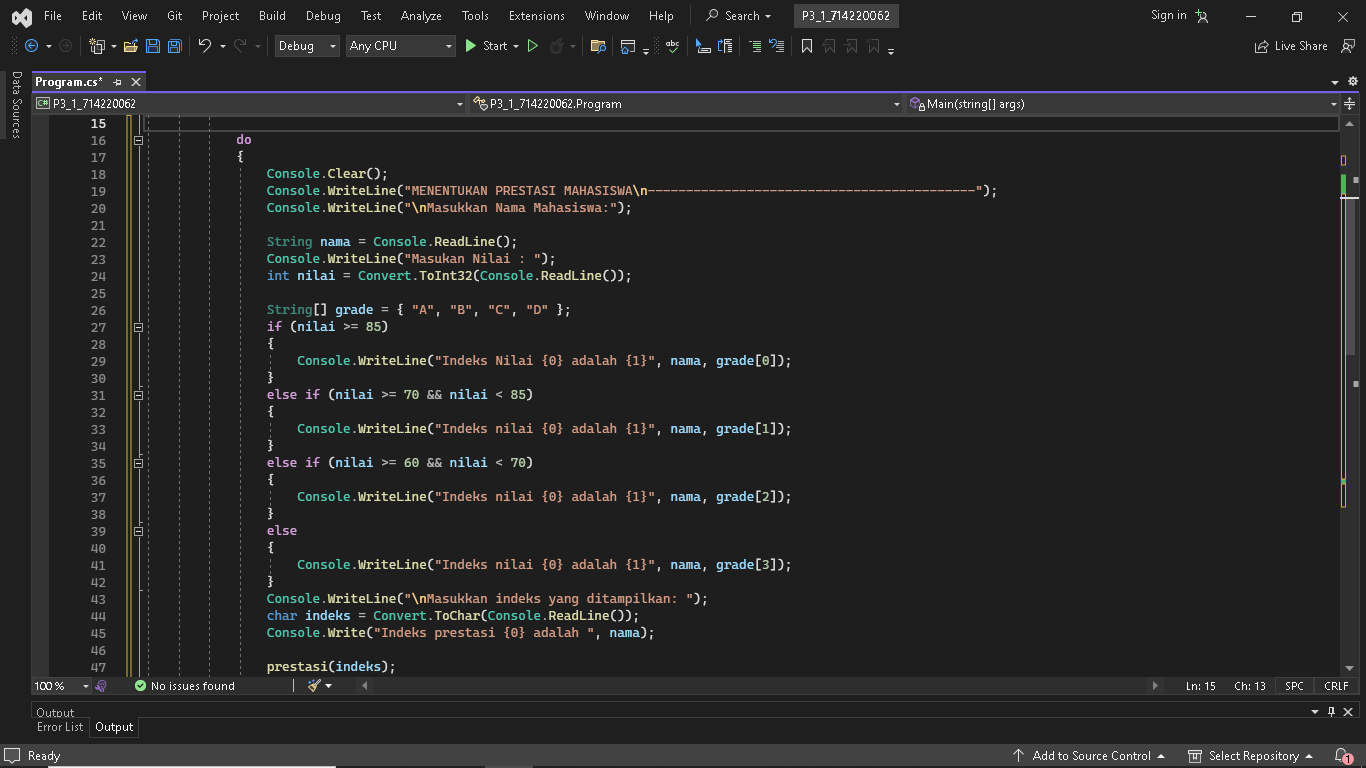 File Edit View Git Project Build Debug Test Analyze Tools Extensions Window Help Search P3_1_714220062 Sign in
Debug Any CPU Start abc Live Share
Data Sources
Program.cs*
C# P3_1_714220062 P3_1_714220062.Program Main(string[] args)
15
16 do
17 {
18 Console.Clear();
19 Console.WriteLine("MENENTUKAN PRESTASI MAHASISWA\n-------------------------------------------");
20 Console.WriteLine("\nMasukkan Nama Mahasiswa:");
21
22 String nama = Console.ReadLine();
23 Console.WriteLine("Masukan Nilai : ");
24 int nilai = Convert.ToInt32(Console.ReadLine());
25
26 String[] grade = { "A", "B", "C", "D" };
27 if (nilai >= 85)
28 {
29 Console.WriteLine("Indeks Nilai {0} adalah {1}", nama, grade[0]);
30 }
31 else if (nilai >= 70 && nilai < 85)
32 {
33 Console.WriteLine("Indeks nilai {0} adalah {1}", nama, grade[1]);
34 }
35 else if (nilai >= 60 && nilai < 70)
36 {
37 Console.WriteLine("Indeks nilai {0} adalah {1}", nama, grade[2]);
38 }
39 else
40 {
41 Console.WriteLine("Indeks nilai {0} adalah {1}", nama, grade[3]);
42 }
43 Console.WriteLine("\nMasukkan indeks yang ditampilkan: ");
44 char indeks = Convert.ToChar(Console.ReadLine());
45 Console.Write("Indeks prestasi {0} adalah ", nama);
46
47 prestasi(indeks);
100 % No issues found Ln: 15 Ch: 13 SPC CRLF
Output
Error List Output
Ready Add to Source Control Select Repository 1